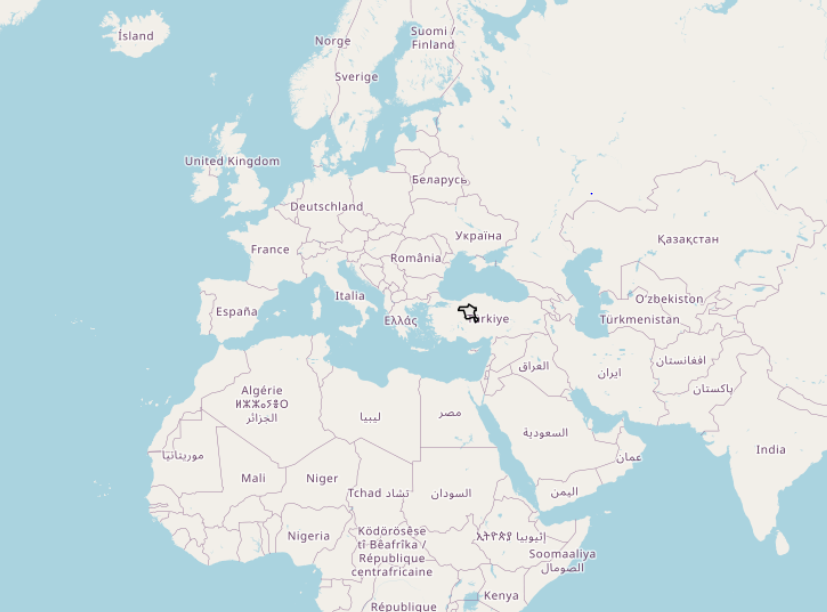 Ísland
Norge
Suomi /
Finland
Sverige
United Kingdom
Беларусь
Deutschland
Україна
Қазақстан
France
România
Italia
O'zbekiston
España
Ελλάς
Türkiye
Türkmenistan
العراق
ایران
افغانستان
پاکستان
Algérie
ⵍⵣⵣⴰⵢⴻⵔ
الجزائر
ليبيا
مصر
السعودية
India
موريتانيا
Mali
Niger
Tchad تشاد
السودان
عمان
اليمن
Nigeria
Ködörösêse
tî Bêafrîka /
République
centrafricaine
ኢትዮጵያ إثيوبيا
Soomaaliya
الصومال
Kenya
République